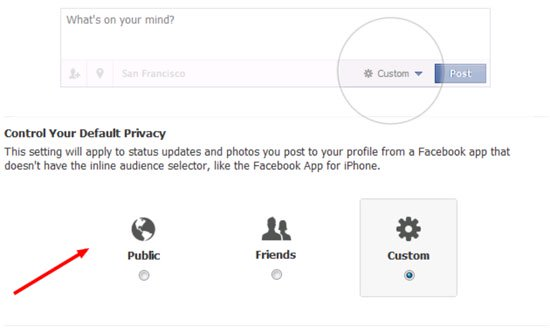 What's on your mind?
San Francisco
Custom
Post
Control Your Default Privacy
This setting will apply to status updates and photos you post to your profile from a Facebook app that
doesn't have the inline audience selector, like the Facebook App for iPhone.
Public
Friends
Custom